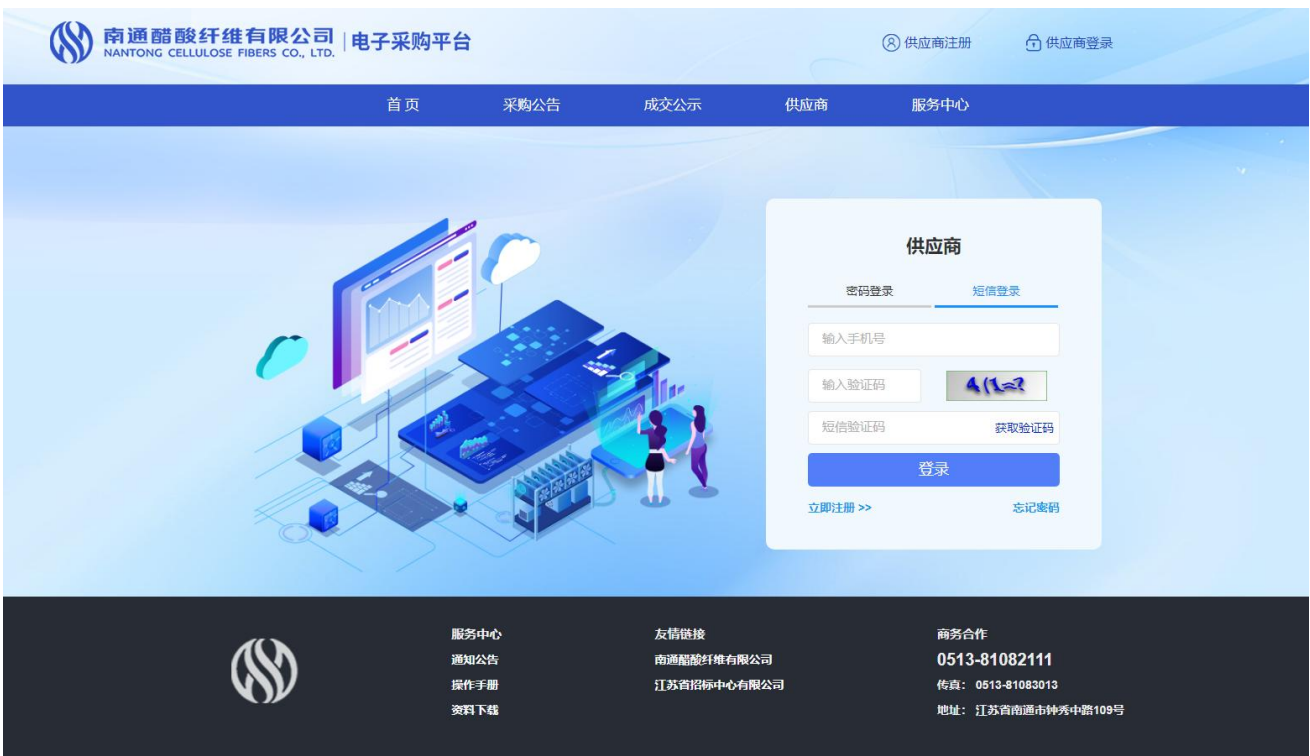 南通醋酸纤维有限公司
NANTONG CELLULOSE FIBERS CO., LTD.
电子采购平台
供应商注册
供应商登录
首 页
采购公告
成交公示
供应商
服务中心
供应商
密码登录
短信登录
输入手机号
输入验证码
短信验证码
获取验证码
登录
立即注册 >>
忘记密码
服务中心
通知公告
操作手册
资料下载
友情链接
南通醋酸纤维有限公司
江苏省招标中心有限公司
商务合作
0513-81082111
传真： 0513-81083013
地址： 江苏省南通市钟秀中路109号